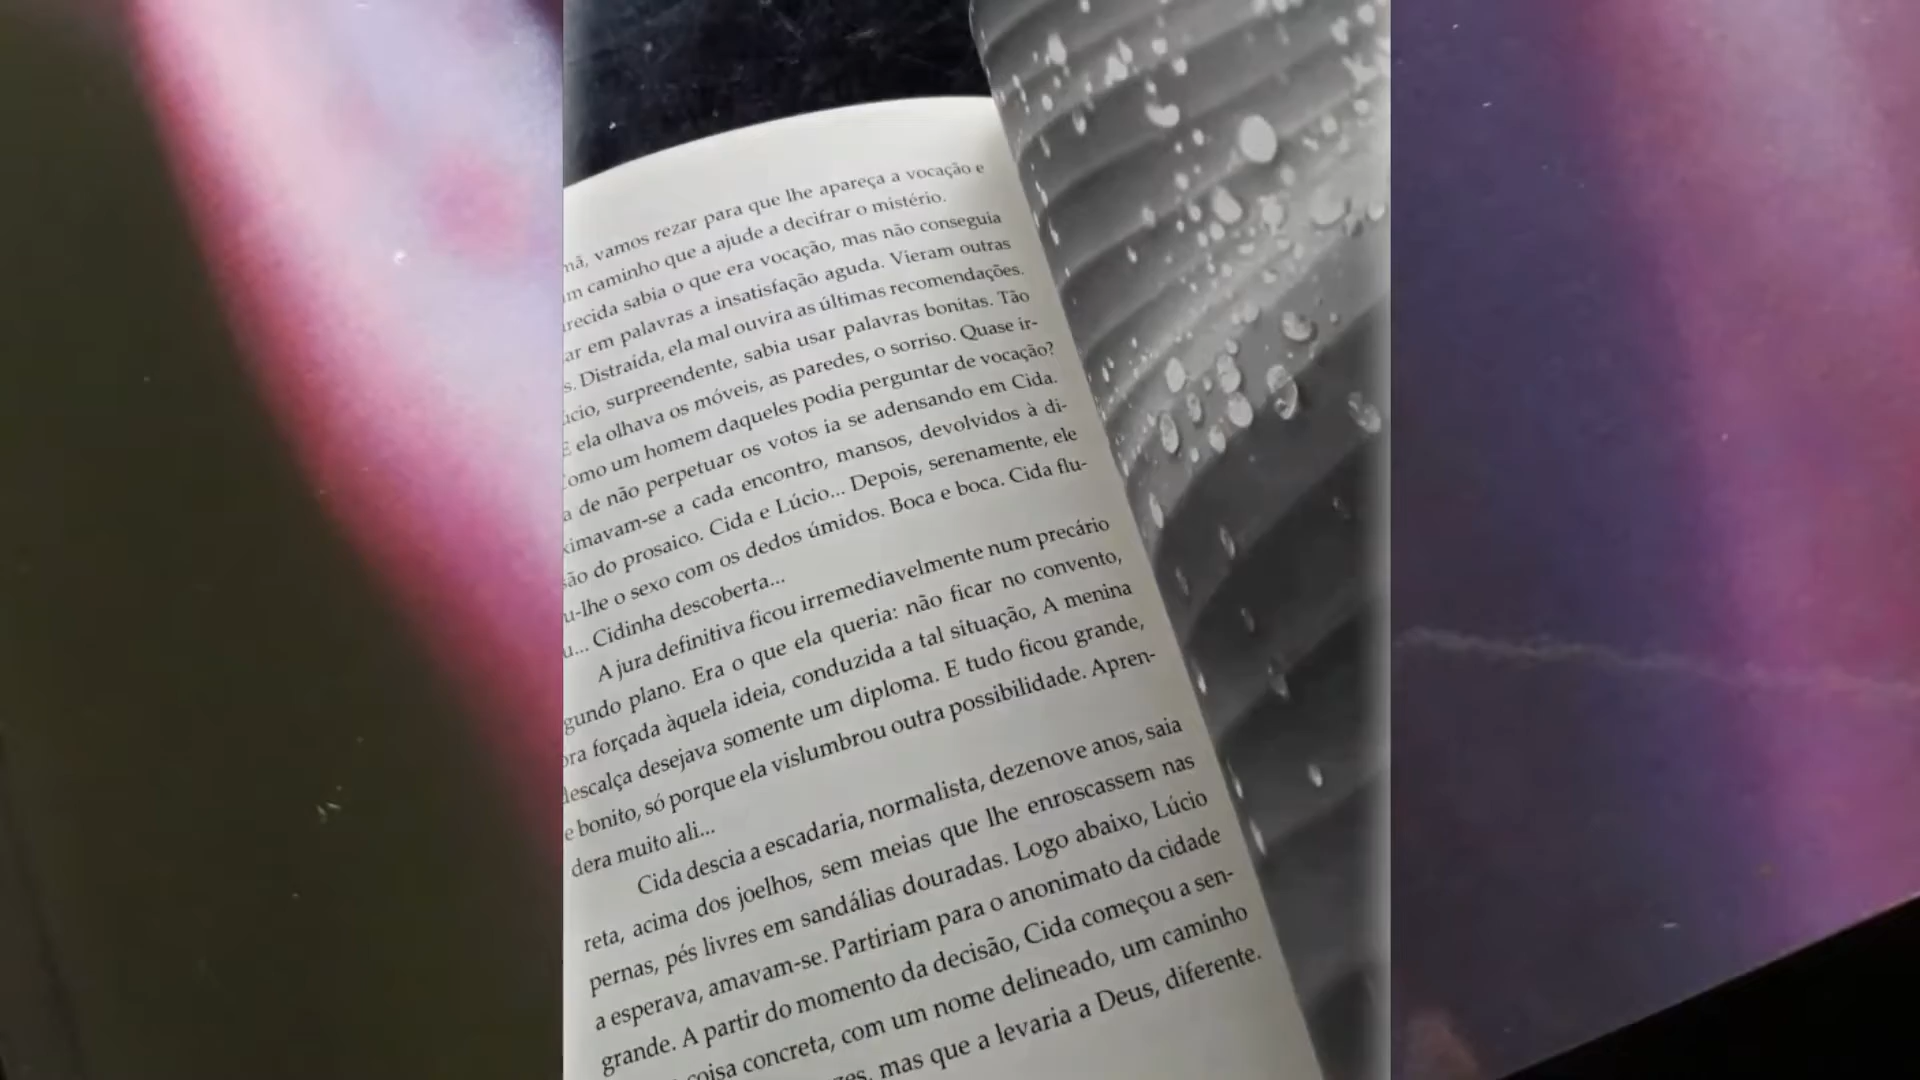 vamos rezar para que lhe apareça a vocação e
caminho que a ajude a decifrar o mistério.
sabia o que era vocação, mas não conseguia
em palavras a insatisfação aguda. Vieram outras
Distraída, ela mal ouvira as últimas recomendações.
surpreendente, sabia usar palavras bonitas. Tão
E ela olhava os móveis, as paredes, o sorriso. Quase ir-
um homem daqueles podia perguntar de vocação?
a de não perpetuar os votos ia se adensando em Cida.
ximavam-se a cada encontro, mansos, devolvidos à di-
são do prosaico. Cida e Lúcio... Depois, serenamente, ele
u-lhe o sexo com os dedos úmidos. Boca e boca. Cida flu-
u... Cidinha descoberta...
A jura definitiva ficou irremediavelmente num precário
gundo plano. Era o que ela queria: não ficar no convento,
ora forçada àquela ideia, conduzida a tal situação, A menina
descalça desejava somente um diploma. E tudo ficou grande,
e bonito, só porque ela vislumbrou outra possibilidade. Apren-
dera muito ali...
Cida descia a escadaria, normalista, dezenove anos, saia
reta, acima dos joelhos, sem meias que lhe enroscassem nas
pernas, pés livres em sandálias douradas. Logo abaixo, Lúcio
a esperava, amavam-se. Partiriam para o anonimato da cidade
grande. A partir do momento da decisão, Cida começou a sen-
coisa concreta, com um nome delineado, um caminho
mas que a levaria a Deus, diferente.